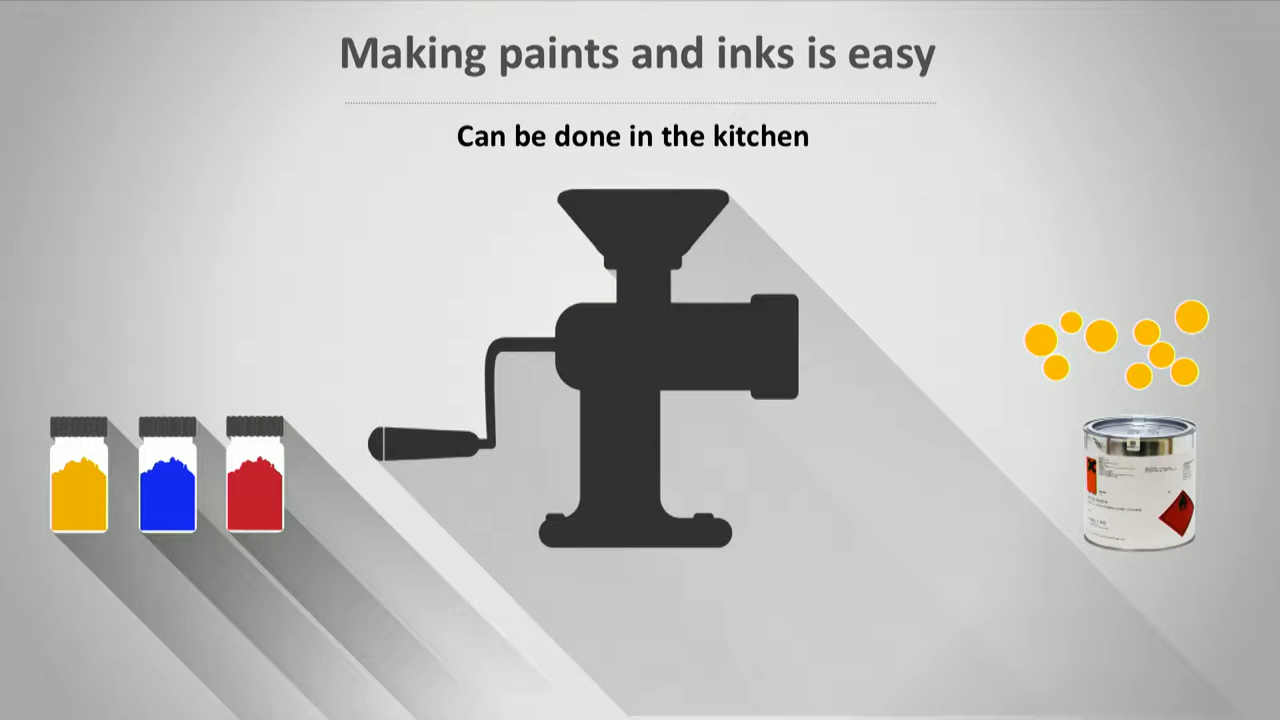 Making paints and inks is easy
Can be done in the kitchen